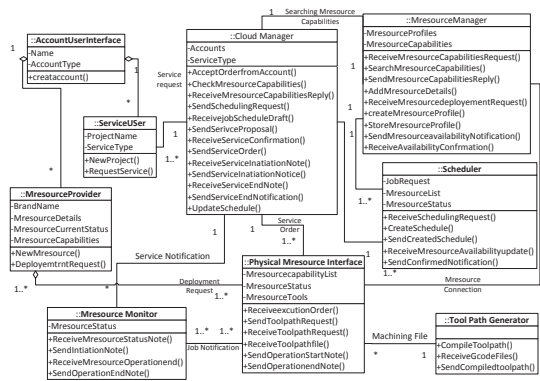 1
Searching Mresource
Capabilities
1
::AccountUserInterface
-Name
-AccountType
+createaccount()
1
1
*
*
::ServiceUSer
-ProjectName
-ServiceType
+NewProject()
+RequestService()
Service
request
1
1..*
::Cloud Manager
-Accounts
-ServiceType
+AcceptOrderfromAccount()
+CheckMresourceCapabilities()
+ReceiveMresourceCapabilitiesReply()
+SendSchedulingRequest()
+ReceivejobScheduleDraft()
+SendSerivceProposal()
+ReceiveServiceConfirmation()
+SendServiceOrder()
+ReceiveServiceInatiationNote()
+SendServiceInatiationNotice()
+ReceiveServiceEndNote()
+SendServiceEndNotification()
+UpdateSchedule()
MresourceManager
-MresourceProfiles
-MresourceCapabilities
+ReceiveMresourceCapabilitiesRequest()
+SearchMresourceCapabilities()
+SendMresourceCapabilitiesReply()
+AddMresourceDetails()
+ReceiveMresourcedeployementRequest()
+createMresourceProfile()
+StoreMresourceProfile()
+SendMresourceavailabilityNotification()
+ReceiveAvailabilityConfrmation()
1
1
1
1..*
::Scheduler
-JobRequest
-MresourceList
-MresourceStatus
+ReceiveSchedulingRequest()
+CreateSchedule()
+SendCreatedSchedule()
+ReceiveMresourceAvailabilityupdate()
+SendConfirmedNotification()
::MresourceProvider
-BrandName
-MresourceDetails
-MresourceCurrentStatus
-MresourceCapabilities
+NewMresource()
+DeploymtrntRequest()
1..*
1
Service Notification
*
1
Service
Order
1..*
1
1..*
Deployment
Request
1..*
Mresource
Connection
::Physical Mresource Interface
-MresourcecapabilityList
-MresourceStatus
-MresourceTools
+ReceiveexcutionOrder()
+SendToolpathRequest()
+ReceiveToolpathRequest()
+ReceiveToolpathfile()
+SendOperationStartNote()
+SendOperationendNote()
::Mresource Monitor
-MresourceStatus
+ReceiveMresourceStatusNote()
+SendIntiationNote()
+ReceiveMresourceOperationend()
+SendOperationEndNote()
1..*
1..*
Job Notification
Machining File
*
1
::Tool Path Generator
+CompileToolpath()
+ReceiveGcodeFiles()
+SendCompiledtoolpath()